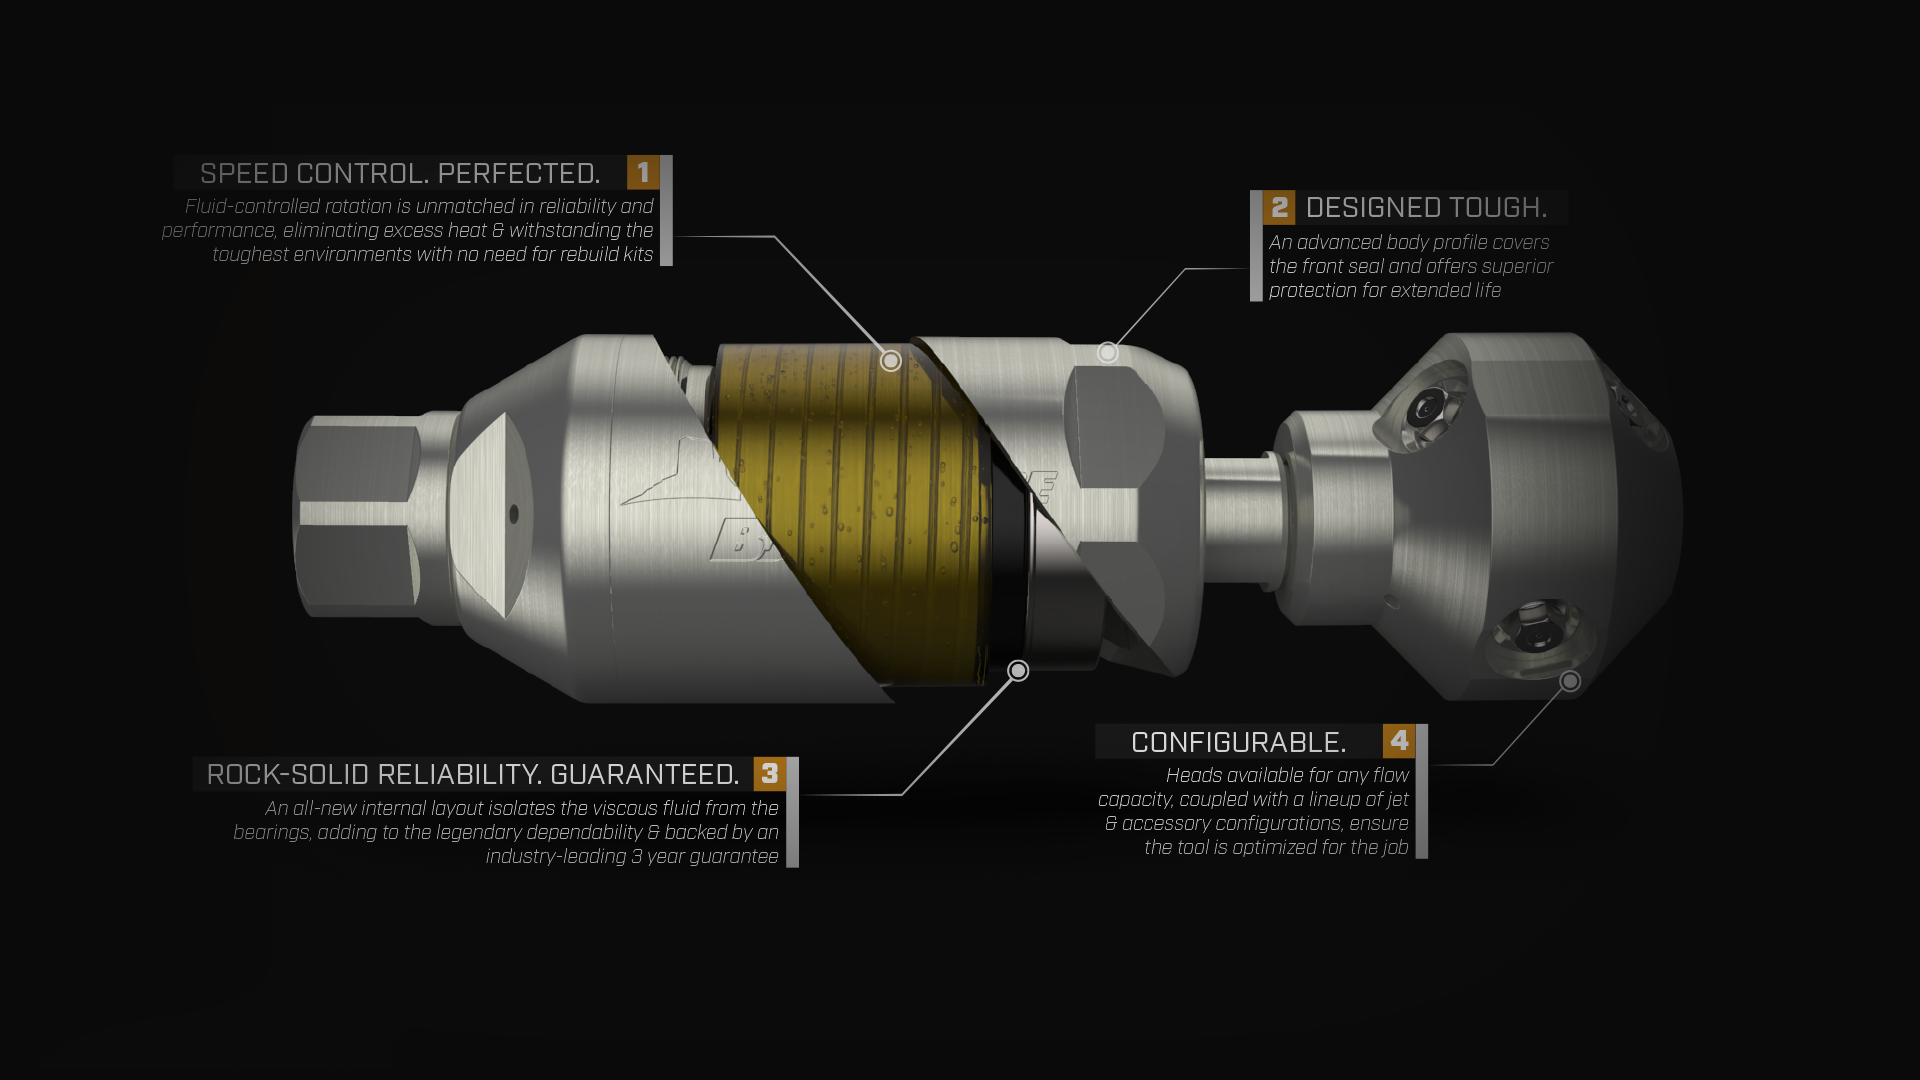 SPEED CONTROL. PERFECTED. 1
Fluid-controlled rotation is unmatched in reliability and
performance, eliminating excess heat & withstanding the
toughest environments with no need for rebuild kits
2 DESIGNED TOUGH.
An advanced body profile covers
the front seal and offers superior
protection for extended life
ROCK-SOLID RELIABILITY. GUARANTEED. 3
An all-new internal layout isolates the viscous fluid from the
bearings, adding to the legendary dependability & backed by an
industry-leading 3 year guarantee
CONFIGURABLE. 4
Heads available for any flow
capacity, coupled with a lineup of jet
& accessory configurations, ensure
the tool is optimized for the job